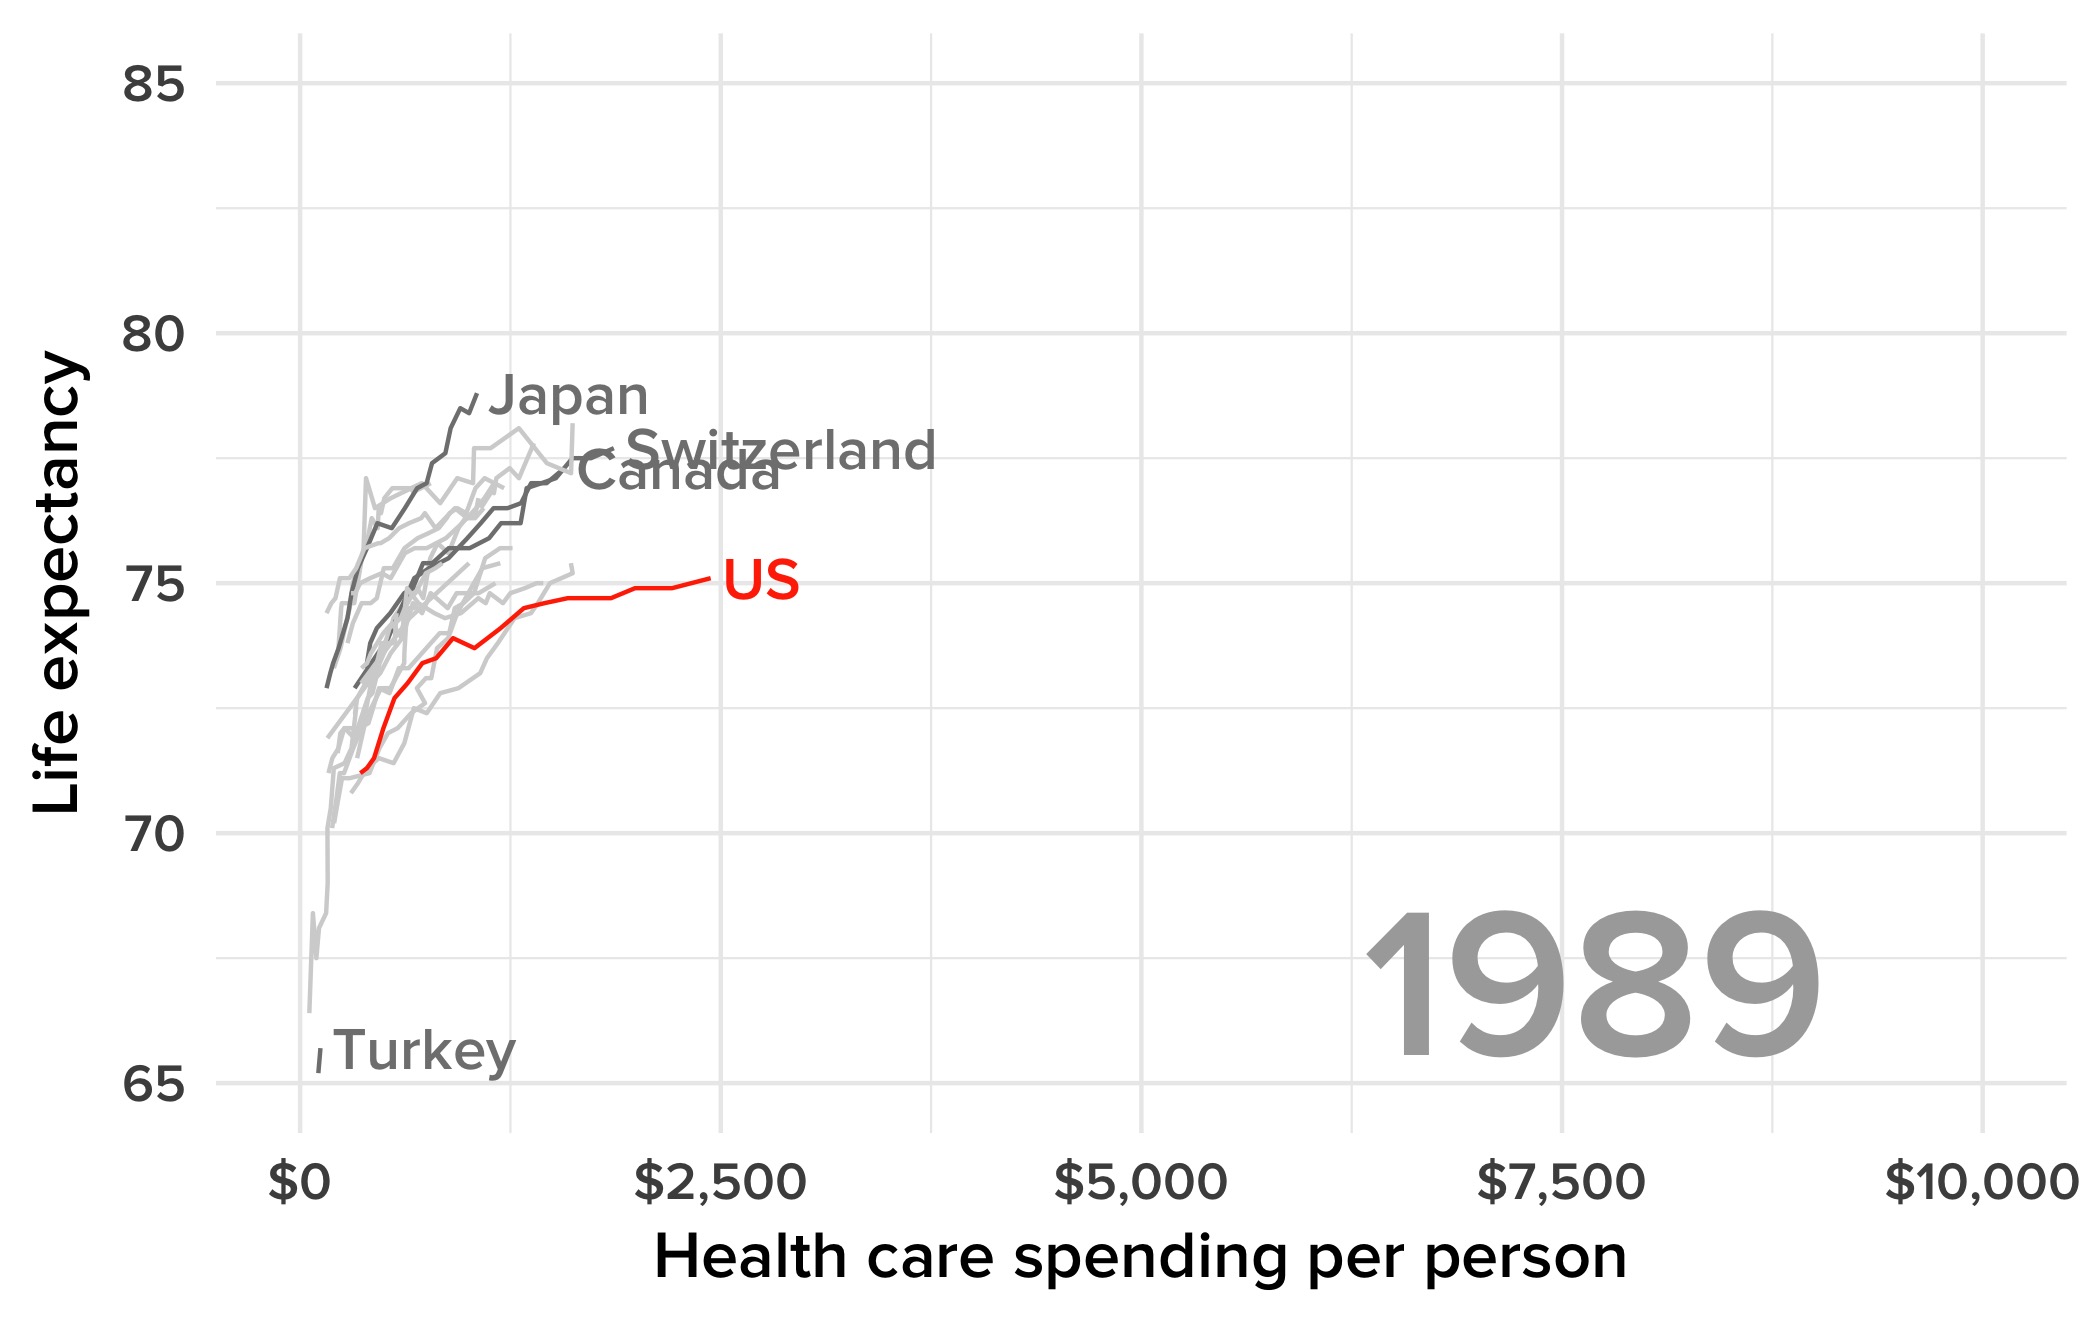 85
80
Japan
Switzerland
Canada
US
75
70
1989
Turkey
65
$0 $2,500 $5,000 $7,500 $10,000
Health care spending per person
Life expectancy